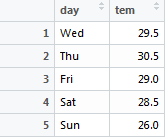 day tem
1 Wed 29.5
2 Thu 30.5
3 Fri 29.0
4 Sat 28.5
5 Sun 26.0